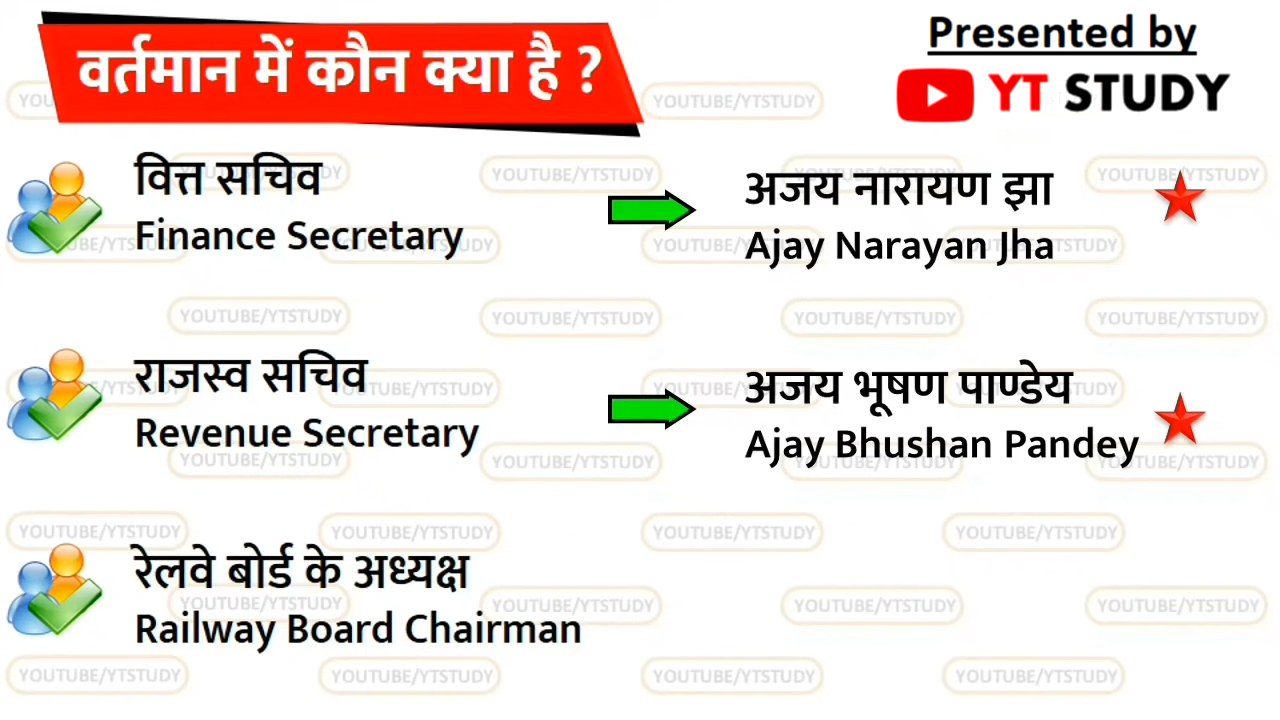 वर्तमान में कौन क्या है ?
Presented by
YT STUDY
वित्त सचिव
Finance Secretary
अजय नारायण झा
Ajay Narayan Jha
राजस्व सचिव
Revenue Secretary
अजय भूषण पाण्डेय
Ajay Bhushan Pandey
रेलवे बोर्ड के अध्यक्ष
Railway Board Chairman
YOUTUBE/YTSTUDY